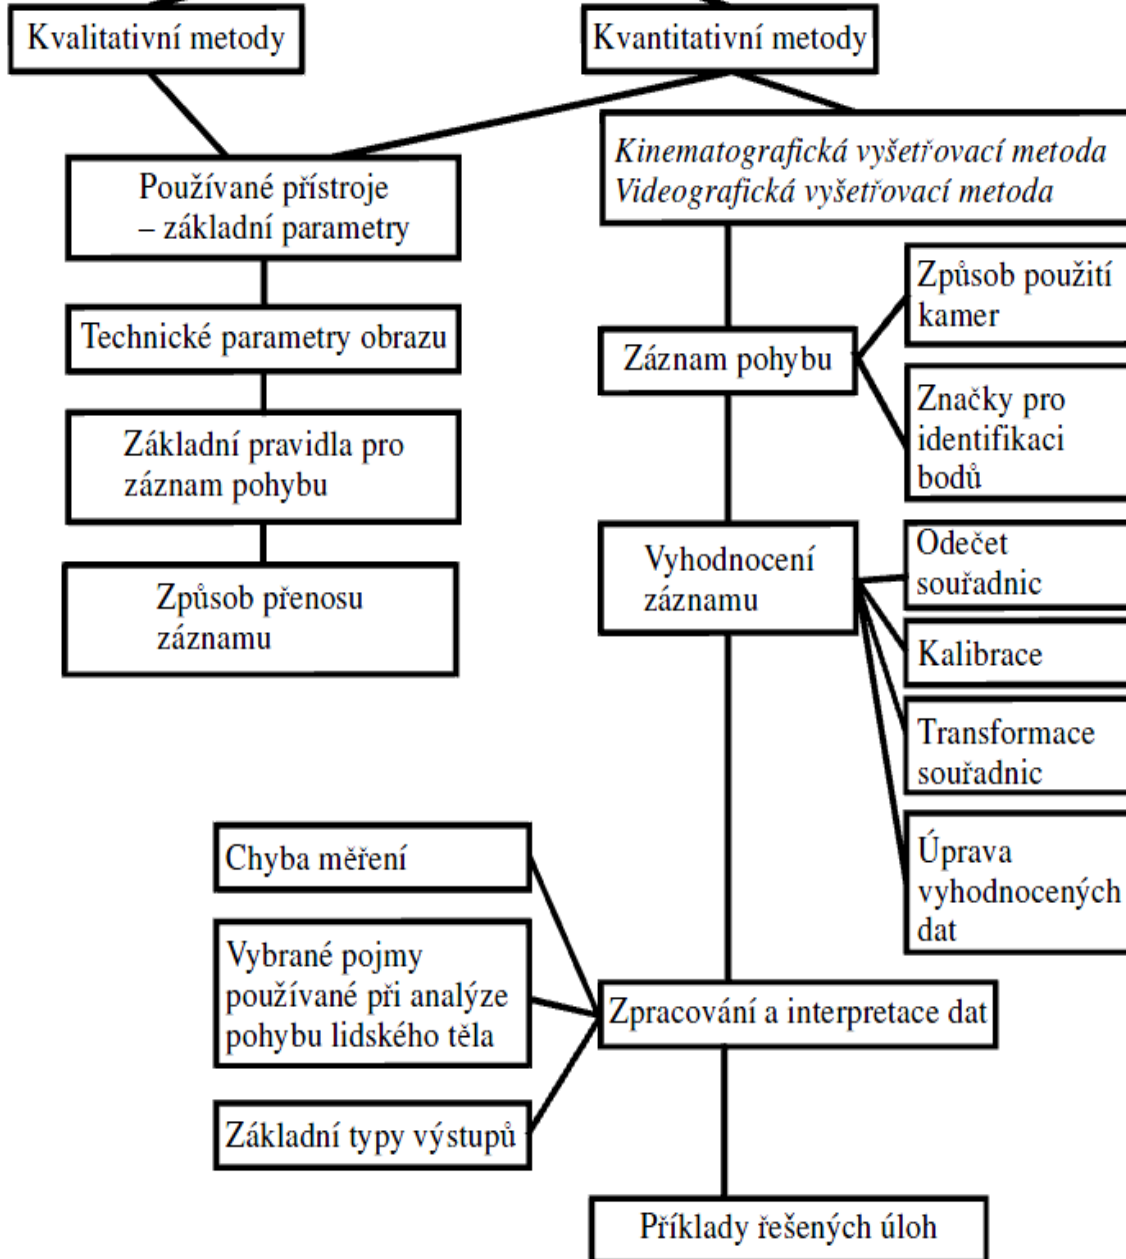 Kvalitativní metody
Kvantitativní metody
Kinematografická vyšetřovací metoda
Videografická vyšetřovací metoda
Používané přístroje
– základní parametry
Technické parametry obrazu
Základní pravidla pro
záznam pohybu
Způsob přenosu
záznamu
Záznam pohybu
Způsob použití
kamer
Značky pro
identifikaci
bodů
Vyhodnocení
záznamu
Odečet
souřadnic
Kalibrace
Transformace
souřadnic
Úprava
vyhodnocených
dat
Chyba měření
Vybrané pojmy
používané při analýze
pohybu lidského těla
Základní typy výstupů
Zpracování a interpretace dat
Příklady řešených úloh